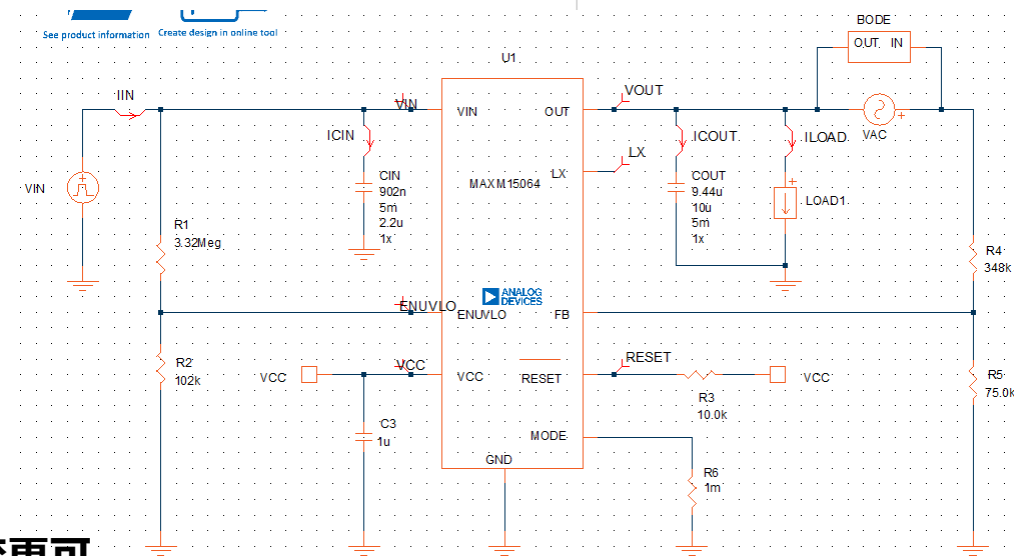 See product information
Create design in online tool
BODE
OUT IN
U1
IIN
VIN
VIN
OUT
VOUT
VAC
ICIN
ICOUT
ILOAD
LX
LX
MAXM15064
CIN
902n
5m
2.2u
1x
COUT
9.44u
10u
5m
1x
VIN
LOAD1
R1
3.32Meg
R4
348k
ANALOG
DEVICES
ENUVLO
ENUVLO
FB
R2
102k
VCC
VCC
VCC
RESET
RESET
VCC
R3
10.0k
R5
75.0k
C3
1u
MODE
GND
R6
1m
変更可